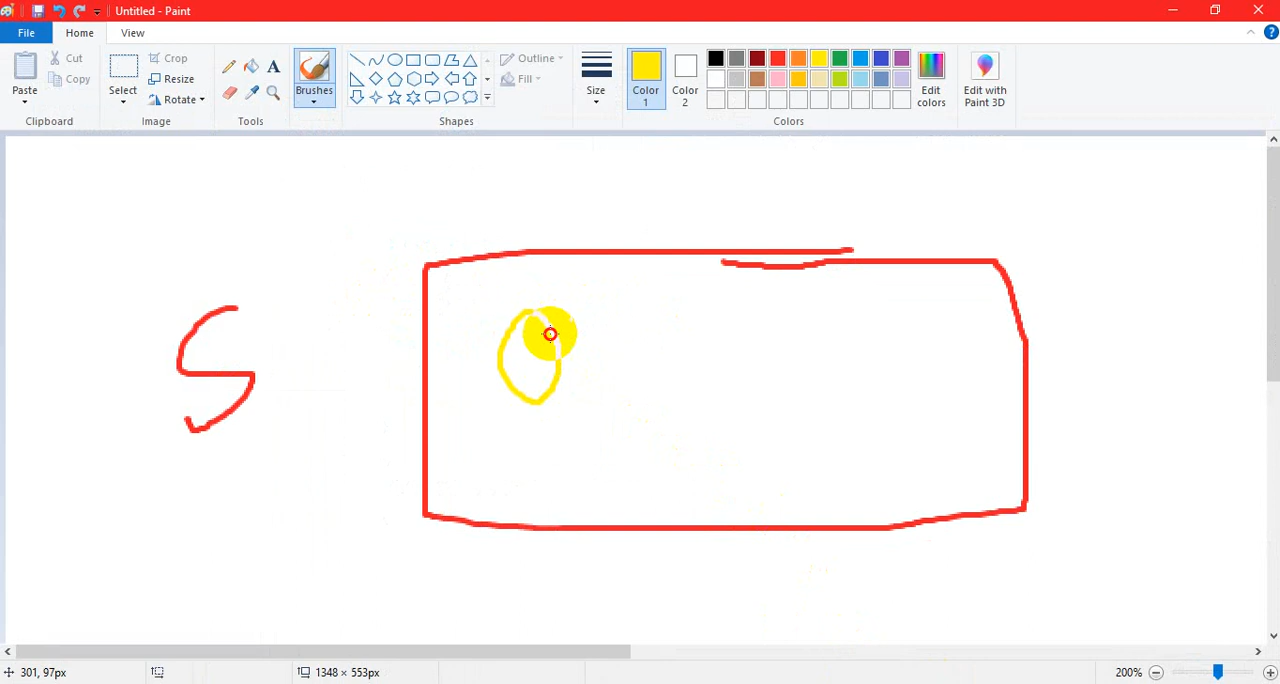 Untitled - Paint
File Home View
Paste
Cut
Copy
Clipboard
Select
Crop
Resize
Rotate
Image
A
Tools
Brushes
Shapes
Outline
Fill
Size
Color 1
Color 2
Edit colors
Colors
Edit with Paint 3D
S
301, 97px
1348 × 553px
200%